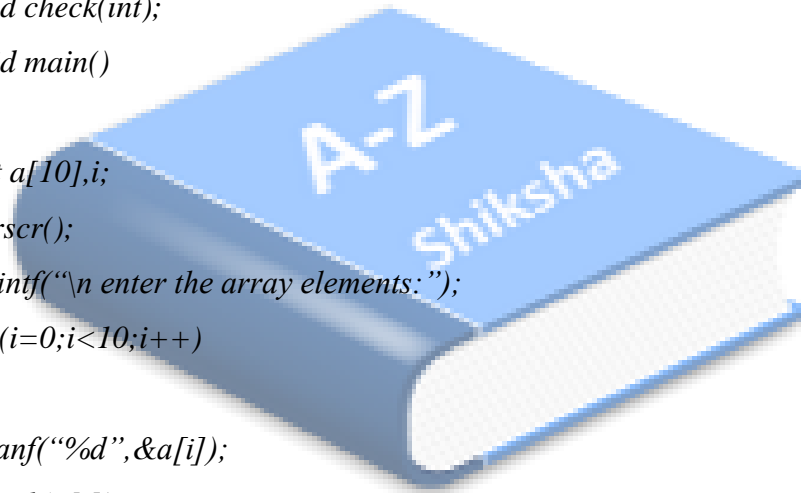 d check(int);
d main()
A-Z
Shiksha
a[10],i;
rscr();
intf(“\n enter the array elements:”);
(i=0;i<10;i++)
anf(“%d”,&a[i]);